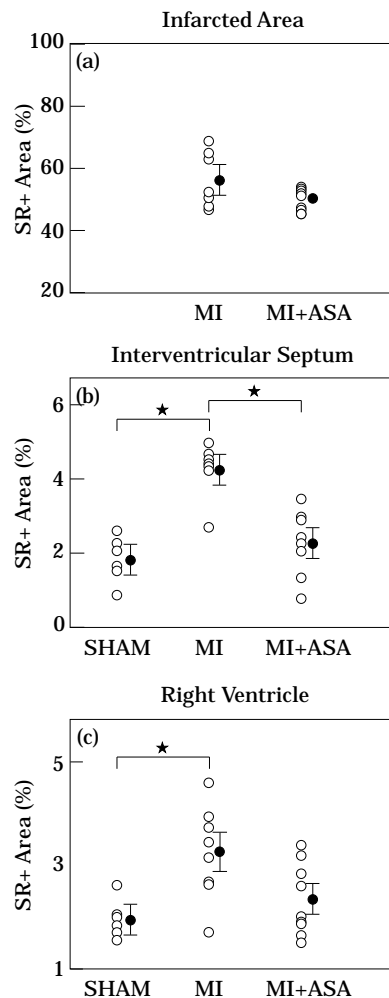 Infarcted Area
(a)
100
80
60
40
20
SR+ Area (%)
MI MI+ASA
Interventricular Septum
(b)
6
4
2
0
SR+ Area (%)
★ ★
SHAM MI MI+ASA
Right Ventricle
(c)
5
3
1
SR+ Area (%)
★
SHAM MI MI+ASA